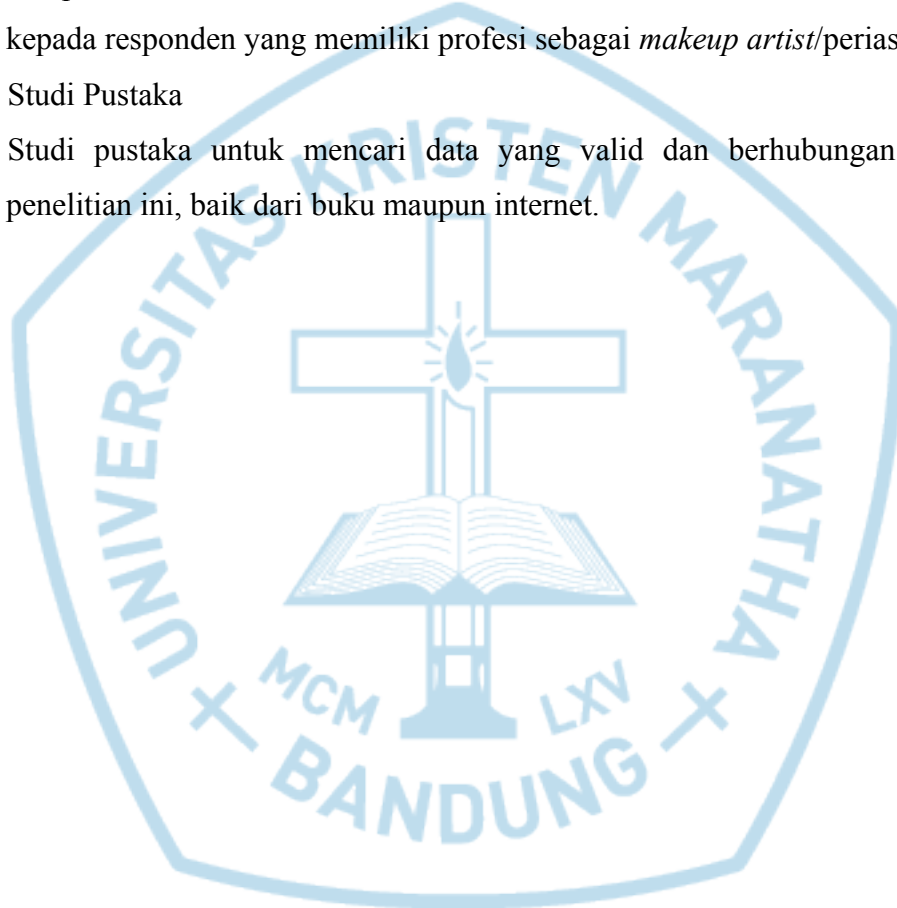 kepada responden yang memiliki profesi sebagai makeup artist/perias
Studi Pustaka
Studi pustaka untuk mencari data yang valid dan berhubungan
penelitian ini, baik dari buku maupun internet.
UNIVERSITAS KRISTEN MARANATHA
MCM LXV
BANDUNG